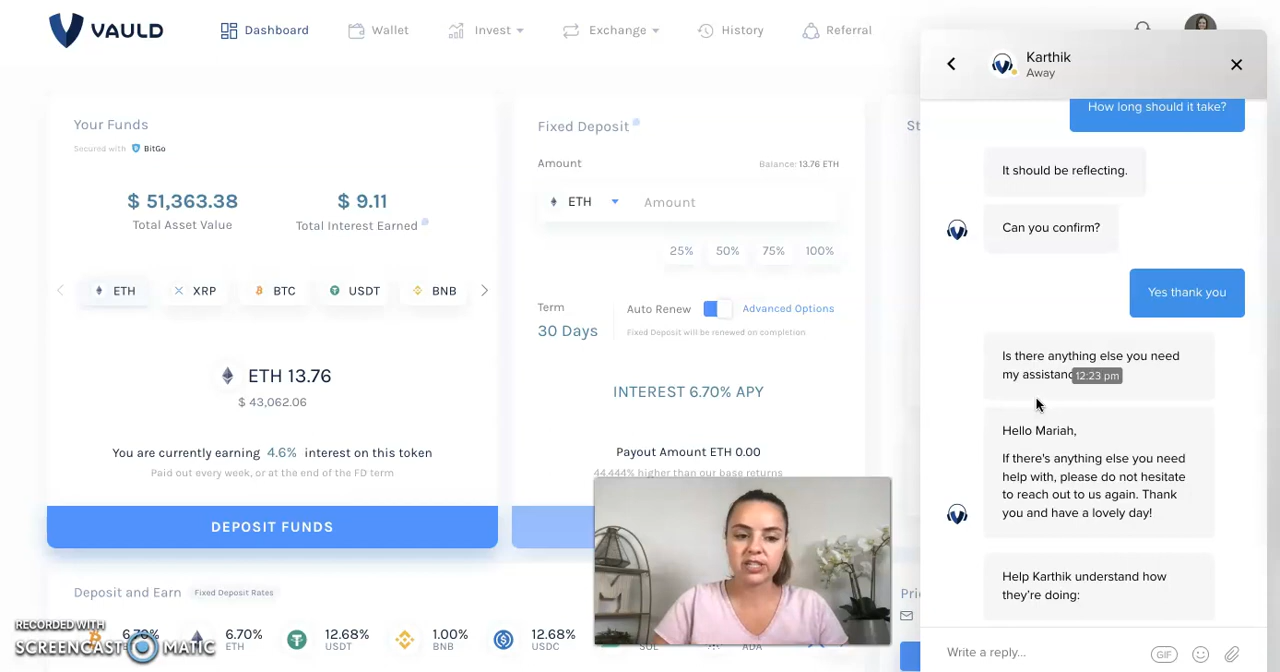 VAULD
Dashboard
Wallet
Invest
Exchange
History
Referral
Your Funds
Secured with BitGo
$ 51,363.38
Total Asset Value
$ 9.11
Total Interest Earned
ETH
XRP
BTC
USDT
BNB
ETH 13.76
$ 43,062.06
You are currently earning 4.6% interest on this token
Paid out every week, or at the end of the FD term
DEPOSIT FUNDS
Fixed Deposit
Amount
Balance: 13.76 ETH
ETH
Amount
25%
50%
75%
100%
Term
30 Days
Auto Renew
Advanced Options
Fixed Deposit will be renewed on completion
INTEREST 6.70% APY
Payout Amount ETH 0.00
44.444% higher than our base returns
St
Deposit and Earn
Fixed Deposit Rates
6.70%
6.70%
ETH
12.68%
USDT
1.00%
BNB
12.68%
USDC
SOL
ADA
Pri
RECORDED WITH
SCREENCAST MATIC
Karthik
Away
How long should it take?
It should be reflecting.
Can you confirm?
Yes thank you
Is there anything else you need
my assistanc
12:23 pm
Hello Mariah,
If there's anything else you need
help with, please do not hesitate
to reach out to us again. Thank
you and have a lovely day!
Help Karthik understand how
they're doing:
Write a reply...
GIF